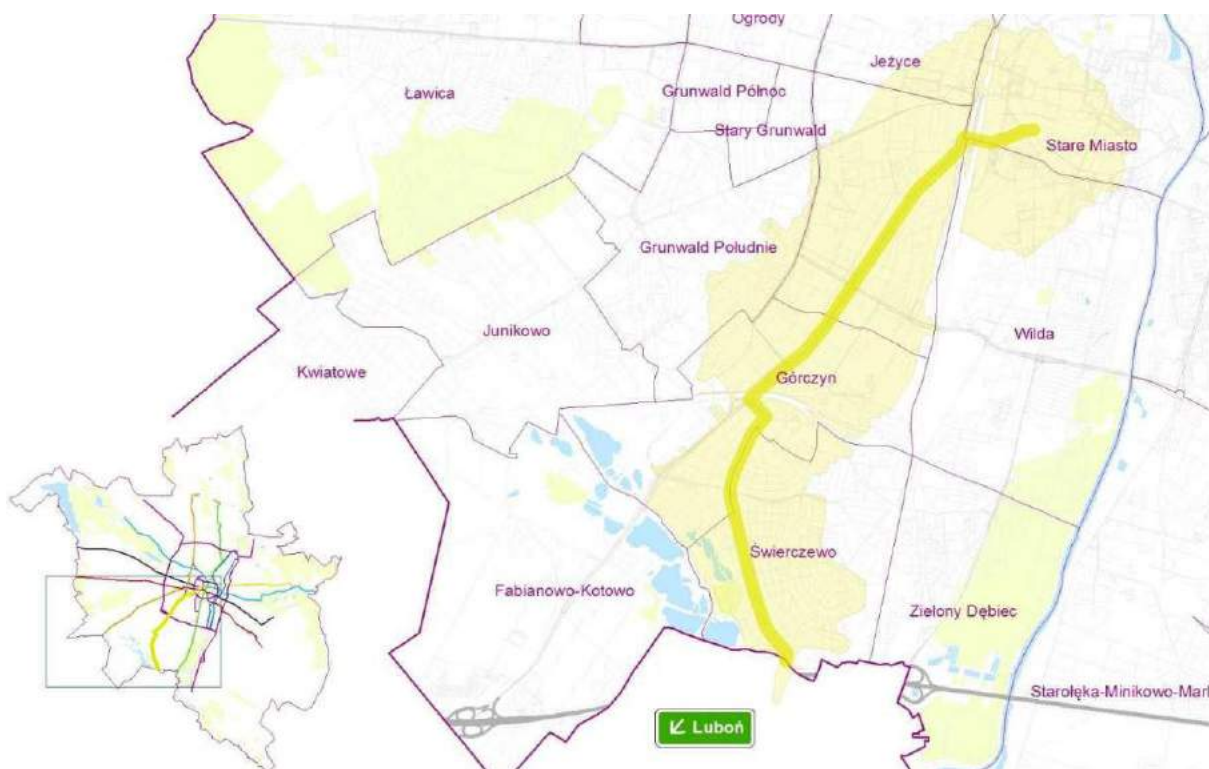 Ogrody
Jeżyce
Ławica
Grunwald Północ
Stary Grunwald
Stare Miasto
Grunwald Południe
Junikowo
Wilda
Kwiatowe
Górczyn
Świerczewo
Fabianowo-Kotowo
Zielony Dębiec
Starołęka-Minikowo-Marl
Luboń